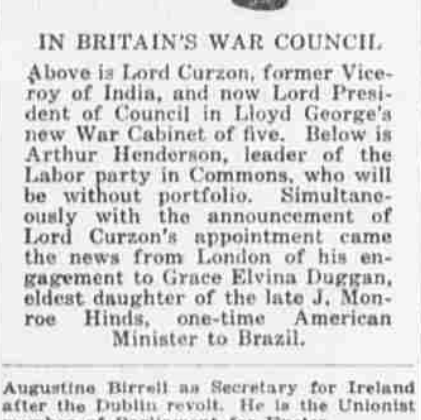 IN BRITAIN'S WAR COUNCIL
Above is Lord Curzon, former Vice-
roy of India, and now Lord Presi-
dent of Council in Lloyd George's
new War Cabinet of five. Below is
Arthur Henderson, leader of the
Labor party in Commons, who will
be without portfolio. Simultane-
ously with the announcement of
Lord Curzon's appointment came
the news from London of his en-
gagement to Grace Elvina Duggan,
eldest daughter of the late J. Mon-
roe Hinds, one-time American
Minister to Brazil.
Augustine Birrell as Secretary for Ireland
after the Dublin revolt. He is the Unionist